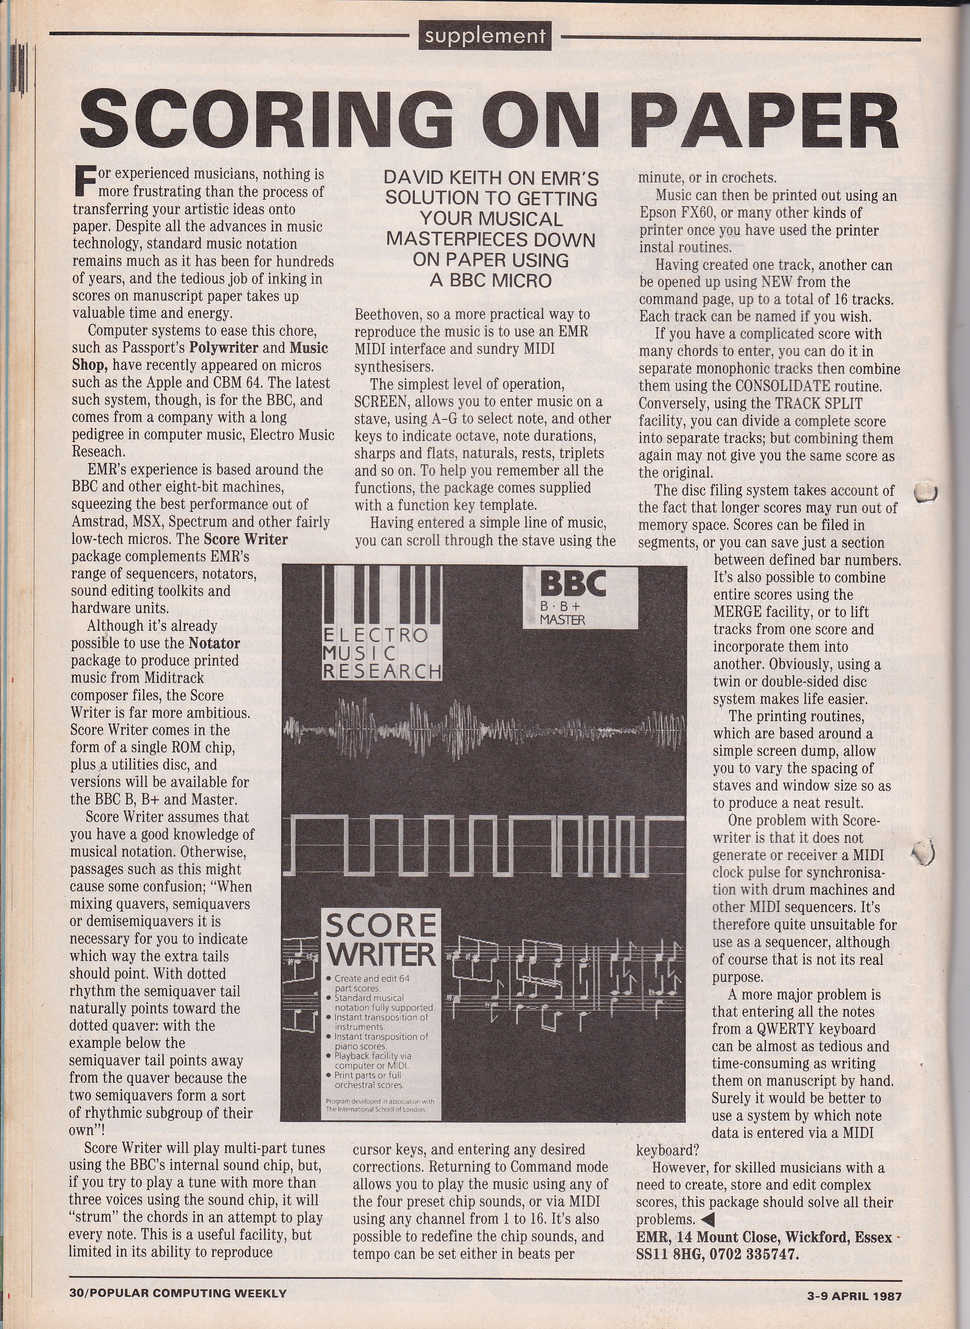 supplement
SCORING ON PAPER
For experienced musicians, nothing is
more frustrating than the process of
transferring your artistic ideas onto
paper. Despite all the advances in music
technology, standard music notation
remains much as it has been for hundreds
of years, and the tedious job of inking in
scores on manuscript paper takes up
valuable time and energy.
Computer systems to ease this chore,
such as Passport's Polywriter and Music
Shop, have recently appeared on micros
such as the Apple and CBM 64. The latest
such system, though, is for the BBC, and
comes from a company with a long
pedigree in computer music, Electro Music
Reseach.
EMR's experience is based around the
BBC and other eight-bit machines,
squeezing the best performance out of
Amstrad, MSX, Spectrum and other fairly
low-tech micros. The Score Writer
package complements EMR's
range of sequencers, notators,
sound editing toolkits and
hardware units.
Although it's already
possible to use the Notator
package to produce printed
music from Miditrack
composer files, the Score
Writer is far more ambitious.
Score Writer comes in the
form of a single ROM chip,
plus a utilities disc, and
versions will be available for
the BBC B, B+ and Master.
Score Writer assumes that
you have a good knowledge of
musical notation. Otherwise,
passages such as this might
cause some confusion; "When
mixing quavers, semiquavers
or demisemiquavers it is
necessary for you to indicate
which way the extra tails
should point. With dotted
rhythm the semiquaver tail
naturally points toward the
dotted quaver: with the
example below the
semiquaver tail points away
from the quaver because the
two semiquavers form a sort
of rhythmic subgroup of their
own"!
Score Writer will play multi-part tunes
using the BBC's internal sound chip, but,
if you try to play a tune with more than
three voices using the sound chip, it will
"strum" the chords in an attempt to play
every note. This is a useful facility, but
limited in its ability to reproduce
DAVID KEITH ON EMR'S
SOLUTION TO GETTING
YOUR MUSICAL
MASTERPIECES DOWN
ON PAPER USING
A BBC MICRO
Beethoven, so a more practical way to
reproduce the music is to use an EMR
MIDI interface and sundry MIDI
synthesisers.
The simplest level of operation,
SCREEN, allows you to enter music on a
stave, using A-G to select note, and other
keys to indicate octave, note durations,
sharps and flats, naturals, rests, triplets
and so on. To help you remember all the
functions, the package comes supplied
with a function key template.
Having entered a simple line of music,
you can scroll through the stave using the
ELECTRO
MUSIC
RESEARCH
BBC
B · B+
MASTER
SCORE
WRITER
● Create and edit 64
part scores.
● Standard musical
notation fully supported.
● Instant transposition of
instruments.
● Instant transposition of
piano scores.
● Playback facility via
computer or MIDI.
● Print parts or full
orchestral scores.
Program developed in association with
The International School of London.
cursor keys, and entering any desired
corrections. Returning to Command mode
allows you to play the music using any of
the four preset chip sounds, or via MIDI
using any channel from 1 to 16. It's also
possible to redefine the chip sounds, and
tempo can be set either in beats per
minute, or in crochets.
Music can then be printed out using an
Epson FX60, or many other kinds of
printer once you have used the printer
instal routines.
Having created one track, another can
be opened up using NEW from the
command page, up to a total of 16 tracks.
Each track can be named if you wish.
If you have a complicated score with
many chords to enter, you can do it in
separate monophonic tracks then combine
them using the CONSOLIDATE routine.
Conversely, using the TRACK SPLIT
facility, you can divide a complete score
into separate tracks; but combining them
again may not give you the same score as
the original.
The disc filing system takes account of
the fact that longer scores may run out of
memory space. Scores can be filed in
segments, or you can save just a section
between defined bar numbers.
It's also possible to combine
entire scores using the
MERGE facility, or to lift
tracks from one score and
incorporate them into
another. Obviously, using a
twin or double-sided disc
system makes life easier.
The printing routines,
which are based around a
simple screen dump, allow
you to vary the spacing of
staves and window size so as
to produce a neat result.
One problem with Score-
writer is that it does not
generate or receiver a MIDI
clock pulse for synchronisa-
tion with drum machines and
other MIDI sequencers. It's
therefore quite unsuitable for
use as a sequencer, although
of course that is not its real
purpose.
A more major problem is
that entering all the notes
from a QWERTY keyboard
can be almost as tedious and
time-consuming as writing
them on manuscript by hand.
Surely it would be better to
use a system by which note
data is entered via a MIDI
keyboard?
However, for skilled musicians with a
need to create, store and edit complex
scores, this package should solve all their
problems. ◀
EMR, 14 Mount Close, Wickford, Essex
SS11 8HG, 0702 335747.
30/POPULAR COMPUTING WEEKLY
3-9 APRIL 1987